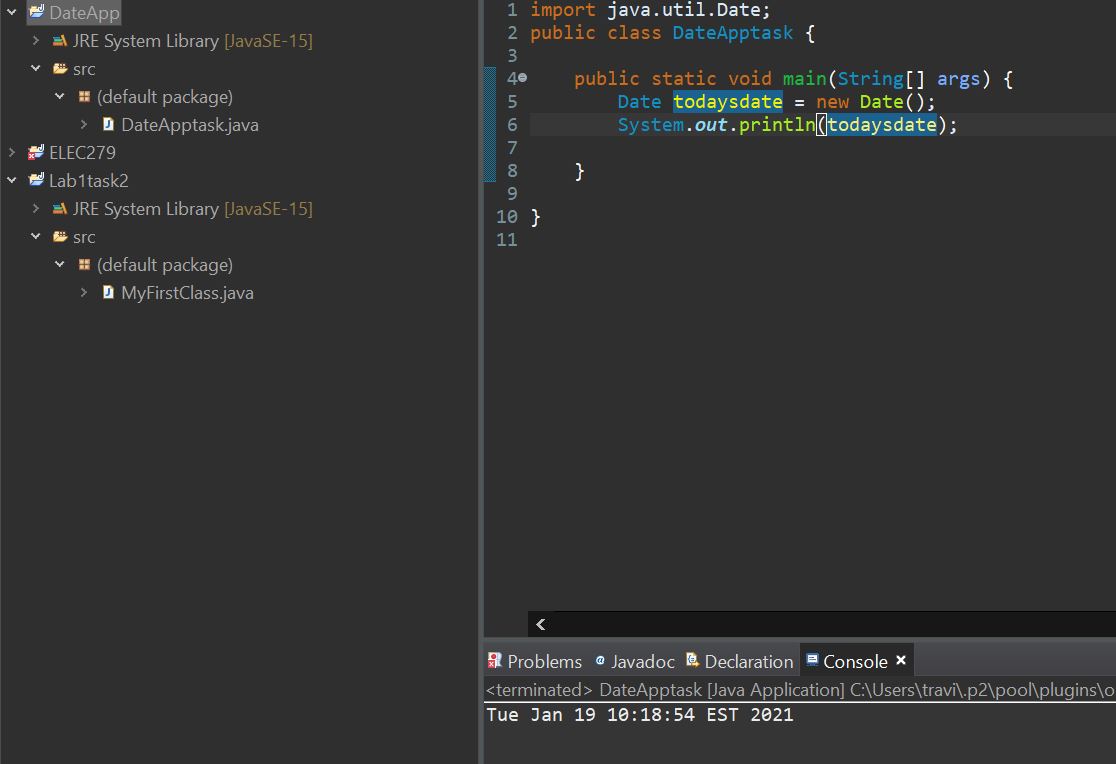 DateApp
JRE System Library [JavaSE-15]
src
(default package)
DateApptask.java
ELEC279
Lab1task2
JRE System Library [JavaSE-15]
src
(default package)
MyFirstClass.java
1 import java.util.Date;
2 public class DateApptask {
3
4 public static void main(String[] args) {
5 Date todaysdate = new Date();
6 System.out.println(todaysdate);
7
8 }
9
10 }
11
Problems @ Javadoc Declaration Console
<terminated> DateApptask [Java Application] C:\Users\travi\.p2\pool\plugins\o
Tue Jan 19 10:18:54 EST 2021